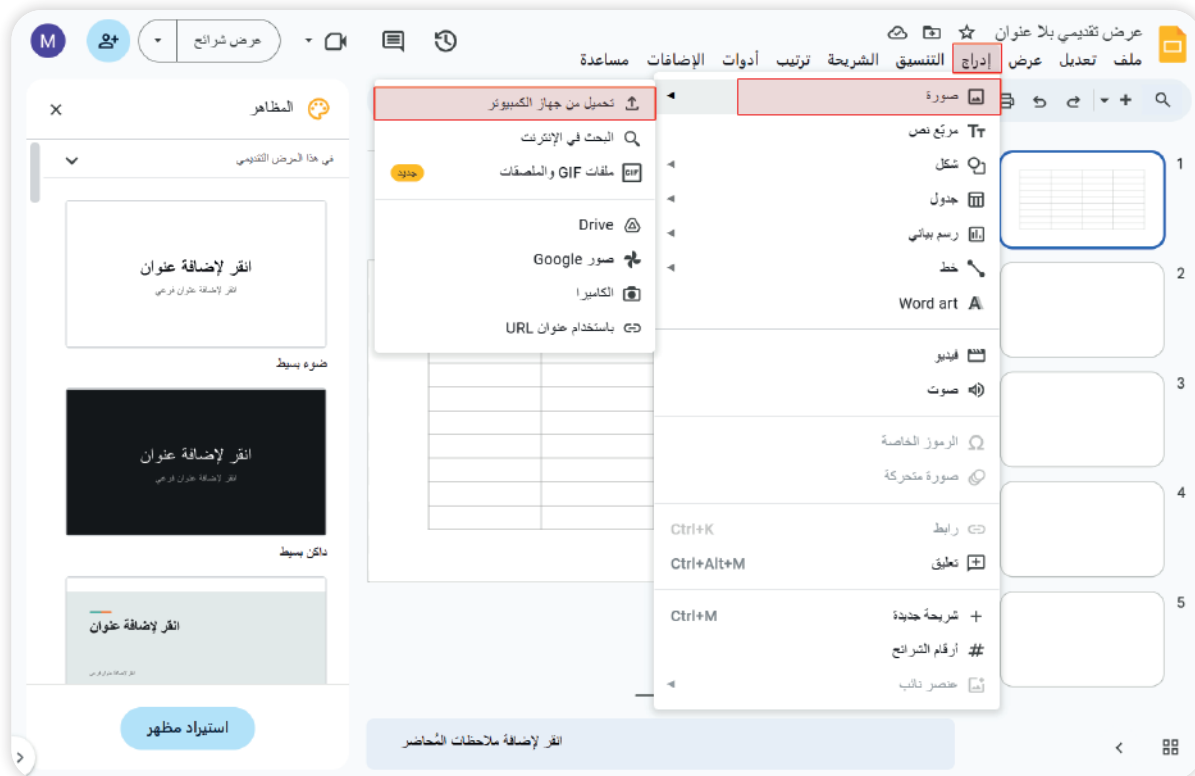 عرض تقديمي بلا عنوان
ملف تعديل عرض إدراج التنسيق الشريحة ترتيب أدوات الإضافات مساعدة
عرض شرائح
M
صورة
مربّع نص
شكل
جدول
رسم بياني
خط
Word art
فيديو
صوت
الرموز الخاصة
صورة متحركة
رابط Ctrl+K
تعليق Ctrl+Alt+M
شريحة جديدة Ctrl+M
أرقام الشرائح
عنصر نائب
تحميل من جهاز الكمبيوتر
البحث في الإنترنت
ملفات GIF والملصقات جديد
Drive
صور Google
الكاميرا
باستخدام عنوان URL
1
2
3
4
5
المظاهر
في هذا العرض التقديمي
انقر لإضافة عنوان
انقر لإضافة عنوان فرعي
ضوء بسيط
انقر لإضافة عنوان
انقر لإضافة عنوان فرعي
داكن بسيط
انقر لإضافة عنوان
انقر لإضافة عنوان فرعي
استيراد مظهر
انقر لإضافة ملاحظات المُحاضر